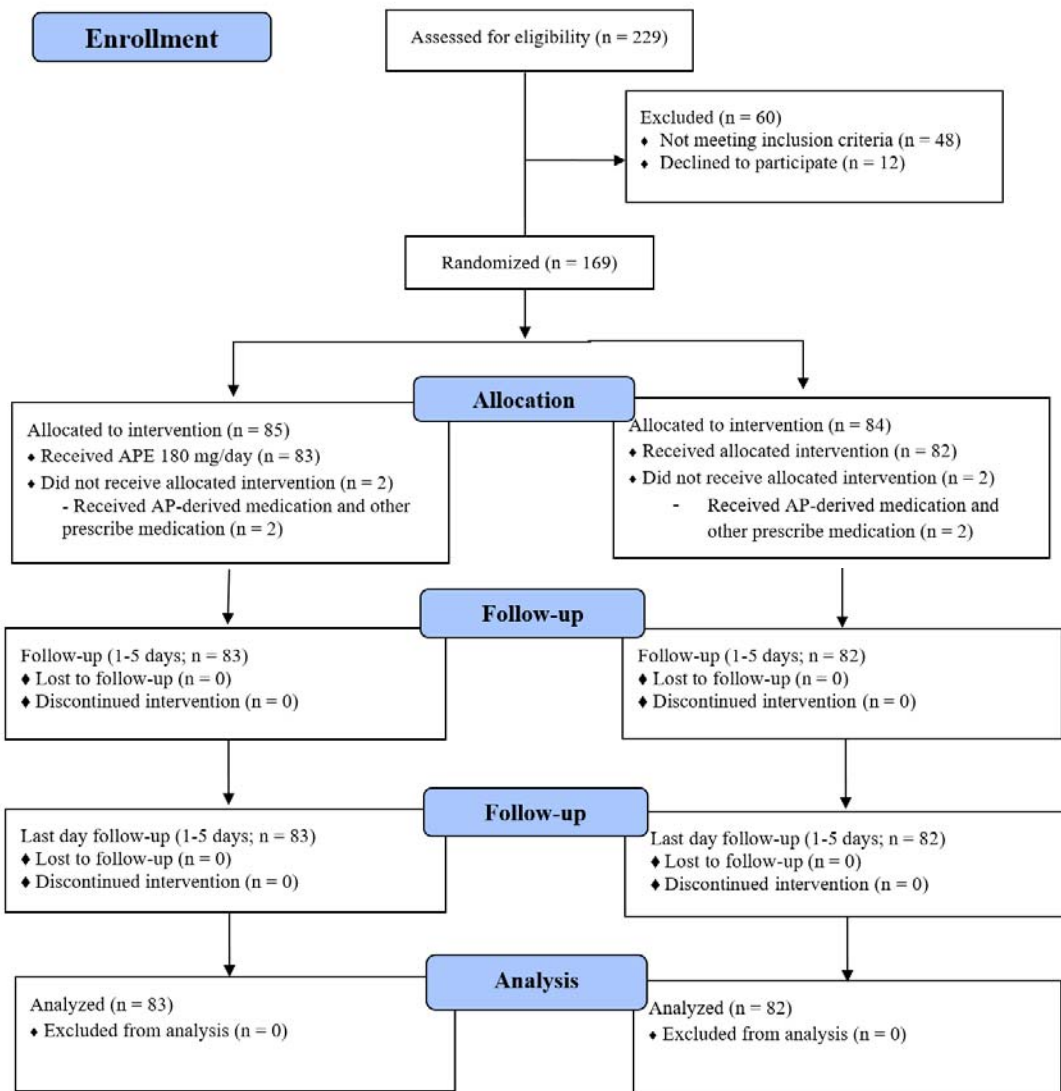 Enrollment
Assessed for eligibility (n = 229)
Excluded (n = 60)
♦ Not meeting inclusion criteria (n = 48)
♦ Declined to participate (n = 12)
Randomized (n = 169)
Allocation
Allocated to intervention (n = 85)
♦ Received APE 180 mg/day (n = 83)
♦ Did not receive allocated intervention (n = 2)
- Received AP-derived medication and other
prescribe medication (n = 2)
Allocated to intervention (n = 84)
♦ Received allocated intervention (n = 82)
♦ Did not receive allocated intervention (n = 2)
- Received AP-derived medication and
other prescribe medication (n = 2)
Follow-up
Follow-up (1-5 days; n = 83)
♦ Lost to follow-up (n = 0)
♦ Discontinued intervention (n = 0)
Follow-up (1-5 days; n = 82)
♦ Lost to follow-up (n = 0)
♦ Discontinued intervention (n = 0)
Follow-up
Last day follow-up (1-5 days; n = 83)
♦ Lost to follow-up (n = 0)
♦ Discontinued intervention (n = 0)
Last day follow-up (1-5 days; n = 82)
♦ Lost to follow-up (n = 0)
♦ Discontinued intervention (n = 0)
Analysis
Analyzed (n = 83)
♦ Excluded from analysis (n = 0)
Analyzed (n = 82)
♦ Excluded from analysis (n = 0)